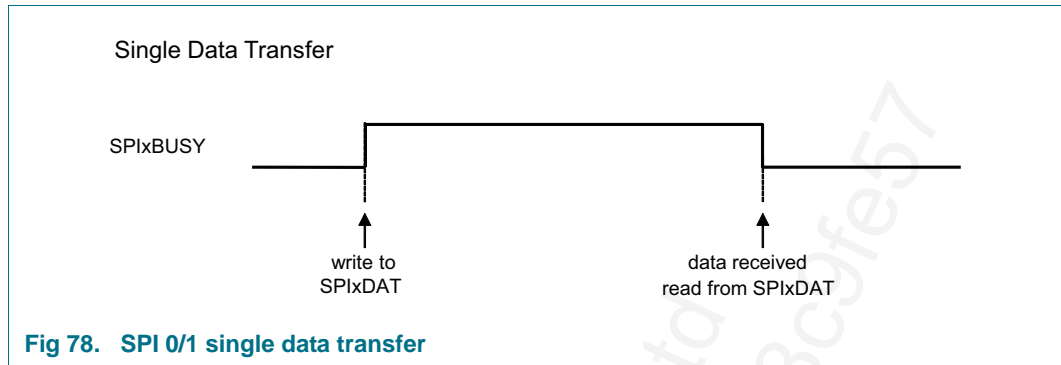 Single Data Transfer
SPIxBUSY
write to
SPIxDAT
data received
read from SPIxDAT
Fig 78. SPI 0/1 single data transfer